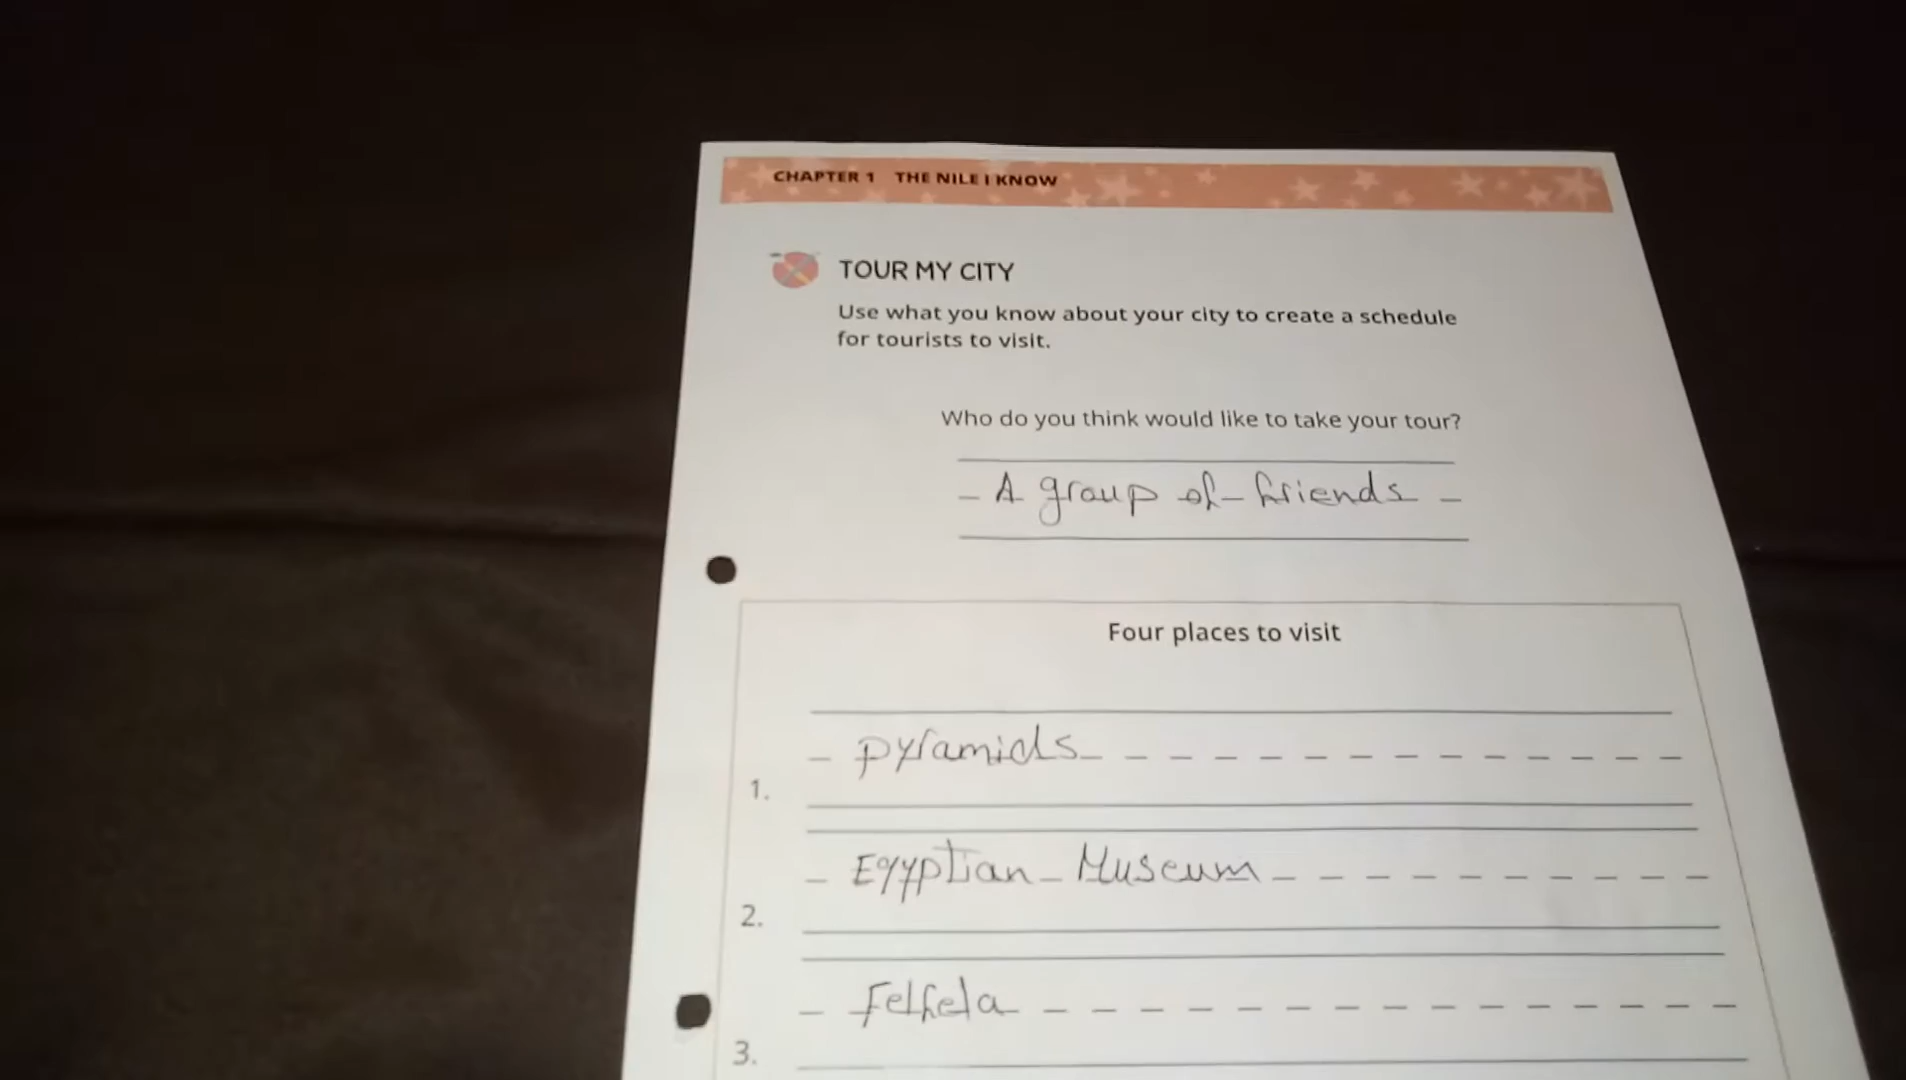 CHAPTER 1 THE NILE I KNOW
TOUR MY CITY
Use what you know about your city to create a schedule
for tourists to visit.
Who do you think would like to take your tour?
A group of friends
Four places to visit
1. pyramids
2. Egyptian Museum
3. Felfela